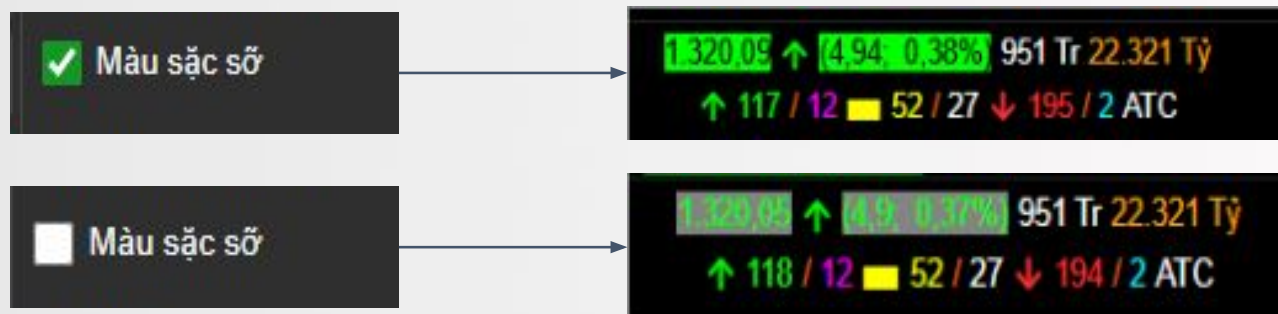 Màu sặc sỡ
1.320,09 ↑ (4,94; 0,38%) 951 Tr 22.321 Tỷ
↑ 117 / 12 52 / 27 ↓ 195 / 2 ATC
Màu sặc sỡ
1.320,05 ↑ (4,9; 0,37%) 951 Tr 22.321 Tỷ
↑ 118 / 12 52 / 27 ↓ 194 / 2 ATC